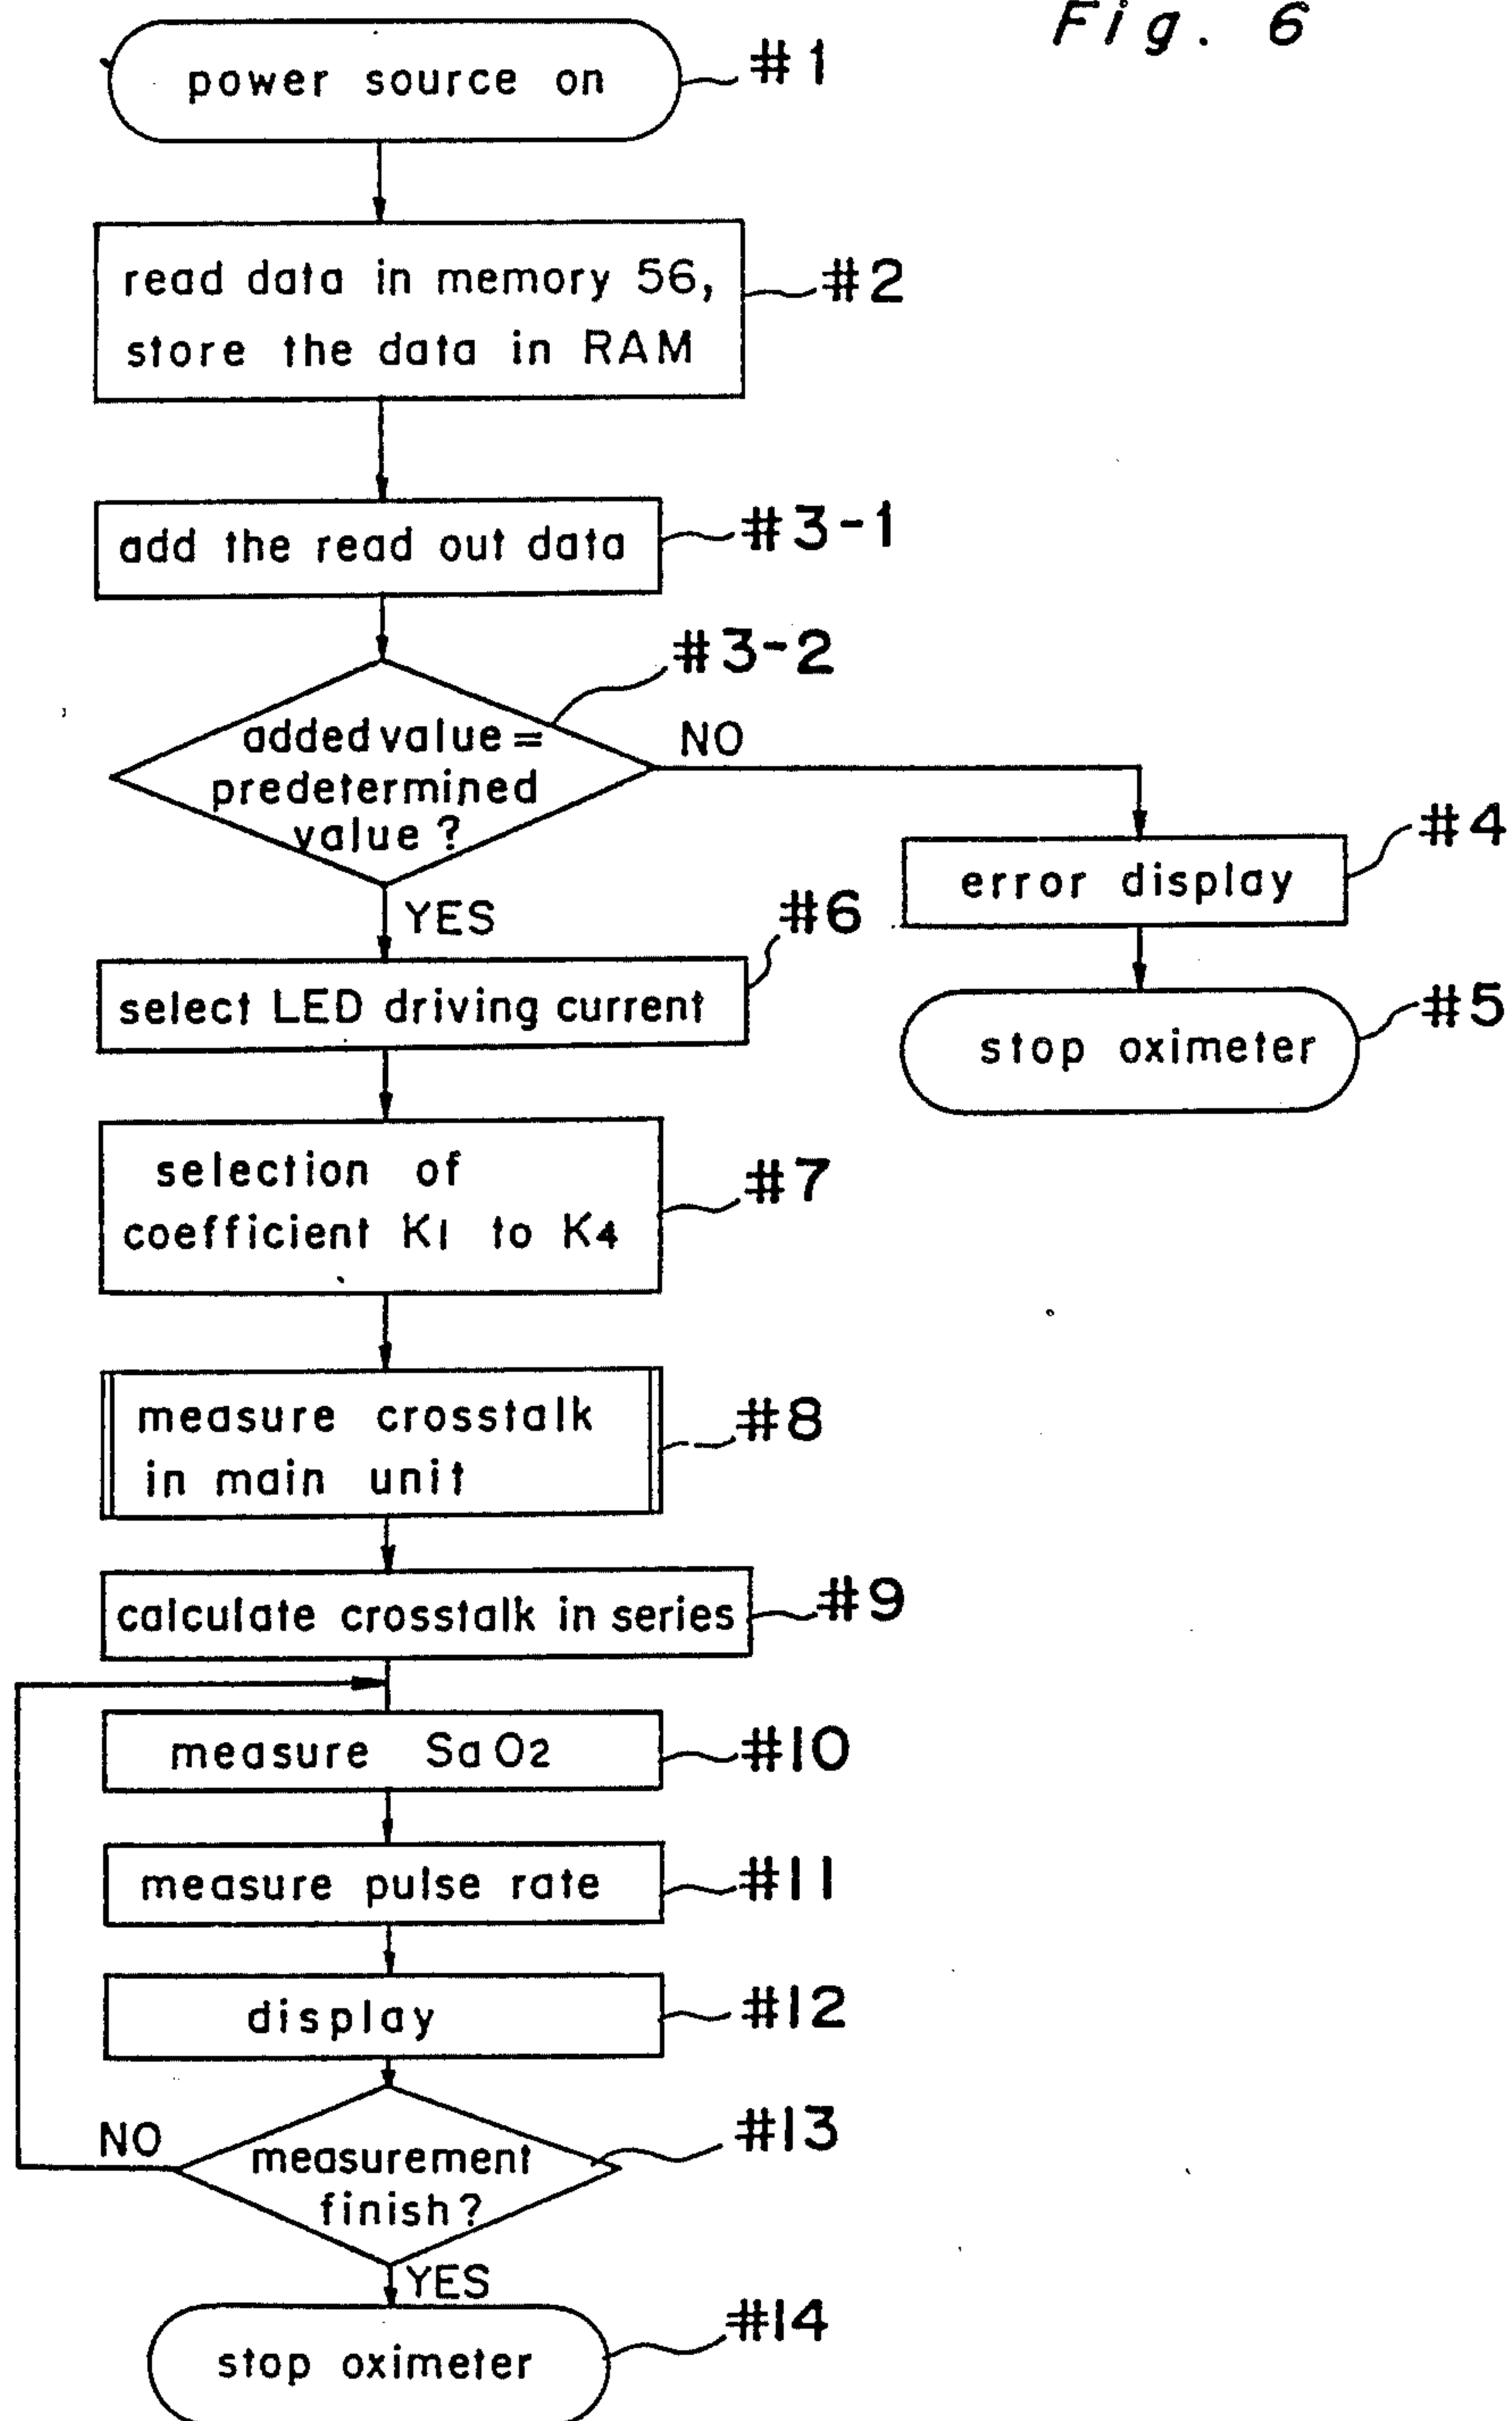 Fig. 6
power source on
#1
read data in memory 56,
store the data in RAM
#2
add the read out data
#3-1
added value =
predetermined
value ?
#3-2
NO
YES
error display
#4
stop oximeter
#5
select LED driving current
#6
selection of
coefficient K1 to K4
#7
measure crosstalk
in main unit
#8
calculate crosstalk in series
#9
measure SaO2
#10
measure pulse rate
#11
display
#12
measurement
finish?
#13
NO
YES
stop oximeter
#14